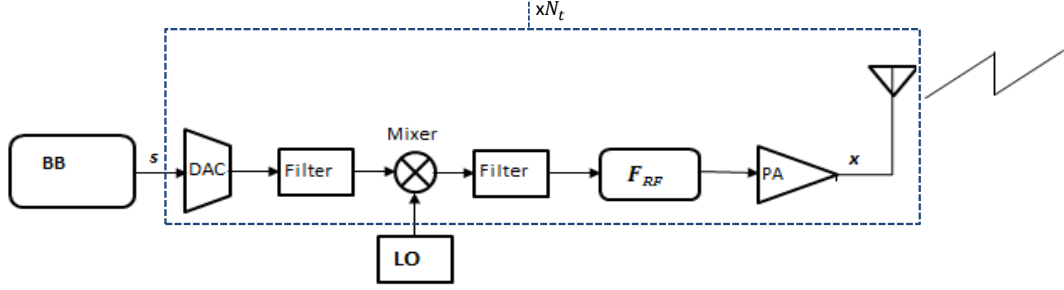 xN_t
Mixer
BB
s
DAC
Filter
Filter
F_RF
PA
x
LO